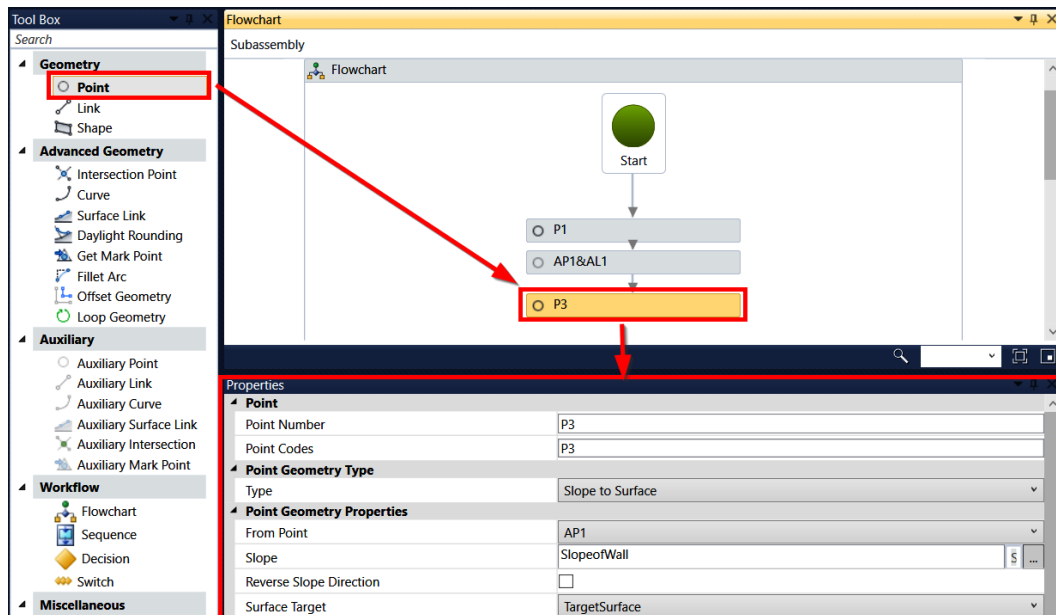 Tool Box
Search
Geometry
Point
Link
Shape
Advanced Geometry
Intersection Point
Curve
Surface Link
Daylight Rounding
Get Mark Point
Fillet Arc
Offset Geometry
Loop Geometry
Auxiliary
Auxiliary Point
Auxiliary Link
Auxiliary Curve
Auxiliary Surface Link
Auxiliary Intersection
Auxiliary Mark Point
Workflow
Flowchart
Sequence
Decision
Switch
Miscellaneous
Flowchart
Subassembly
Flowchart
Start
P1
AP1&AL1
P3
Properties
Point
Point Number P3
Point Codes P3
Point Geometry Type
Type Slope to Surface
Point Geometry Properties
From Point AP1
Slope SlopeofWall S ...
Reverse Slope Direction
Surface Target TargetSurface